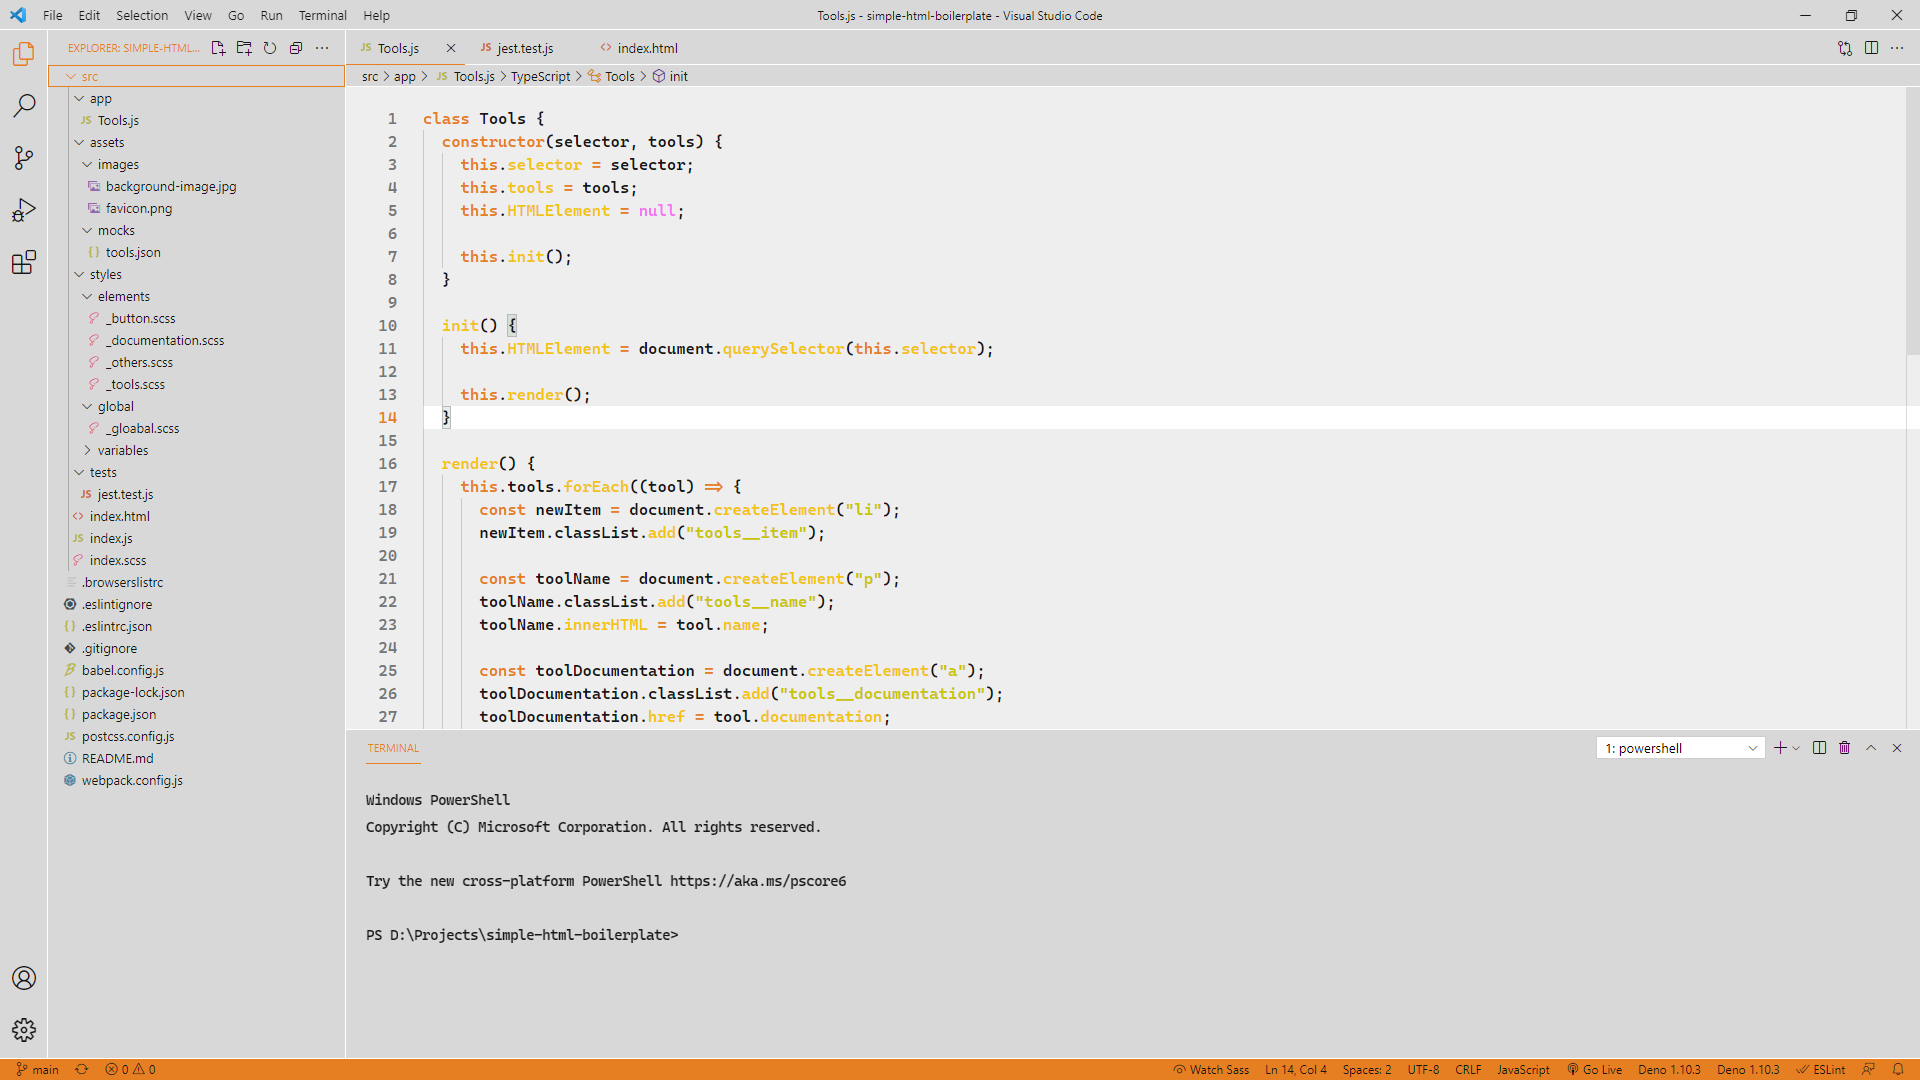 File Edit Selection View Go Run Terminal Help
Tools.js - simple-html-boilerplate - Visual Studio Code
EXPLORER: SIMPLE-HTML...
src
app
JS Tools.js
assets
images
background-image.jpg
favicon.png
mocks
{} tools.json
styles
elements
_button.scss
_documentation.scss
_others.scss
_tools.scss
global
_gloabal.scss
variables
tests
JS jest.test.js
<> index.html
JS index.js
index.scss
.browserslistrc
.eslintignore
{} .eslintrc.json
.gitignore
babel.config.js
{} package-lock.json
{} package.json
JS postcss.config.js
README.md
webpack.config.js
JS Tools.js JS jest.test.js <> index.html
src > app > JS Tools.js > TypeScript > Tools > init
1 class Tools {
2 constructor(selector, tools) {
3 this.selector = selector;
4 this.tools = tools;
5 this.HTMLElement = null;
6
7 this.init();
8 }
9
10 init() {
11 this.HTMLElement = document.querySelector(this.selector);
12
13 this.render();
14 }
15
16 render() {
17 this.tools.forEach((tool) => {
18 const newItem = document.createElement("li");
19 newItem.classList.add("tools__item");
20
21 const toolName = document.createElement("p");
22 toolName.classList.add("tools__name");
23 toolName.innerHTML = tool.name;
24
25 const toolDocumentation = document.createElement("a");
26 toolDocumentation.classList.add("tools__documentation");
27 toolDocumentation.href = tool.documentation;
TERMINAL
1: powershell
Windows PowerShell
Copyright (C) Microsoft Corporation. All rights reserved.
Try the new cross-platform PowerShell https://aka.ms/pscore6
PS D:\Projects\simple-html-boilerplate>
main 0 0 Watch Sass Ln 14, Col 4 Spaces: 2 UTF-8 CRLF JavaScript Go Live Deno 1.10.3 Deno 1.10.3 ESLint